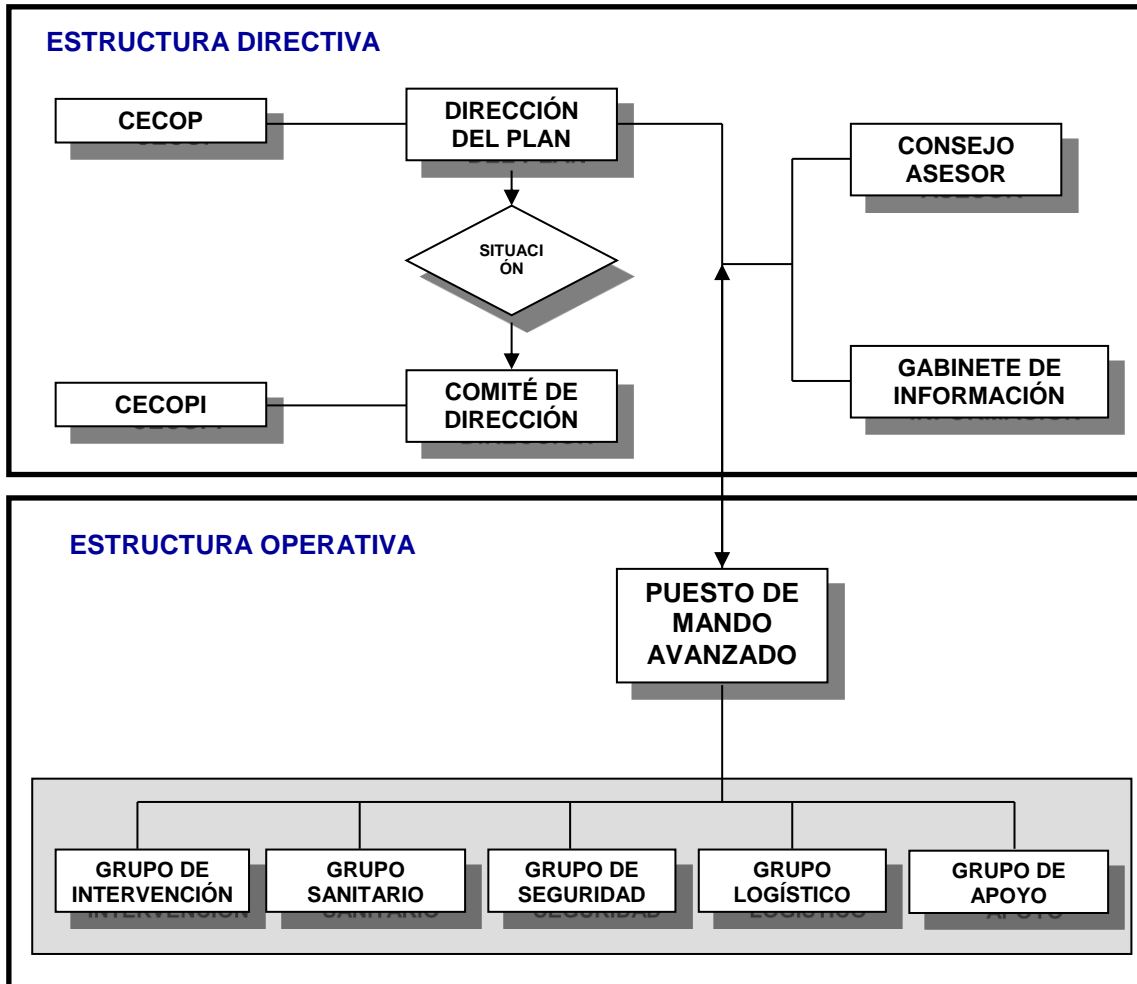 ESTRUCTURA DIRECTIVA
CECOP
DIRECCIÓN
DEL PLAN
CONSEJO
ASESOR
SITUACI
ÓN
CECOPI
COMITÉ DE
DIRECCIÓN
GABINETE DE
INFORMACIÓN
ESTRUCTURA OPERATIVA
PUESTO DE
MANDO
AVANZADO
GRUPO DE
INTERVENCIÓN
GRUPO
SANITARIO
GRUPO DE
SEGURIDAD
GRUPO
LOGÍSTICO
GRUPO DE
APOYO